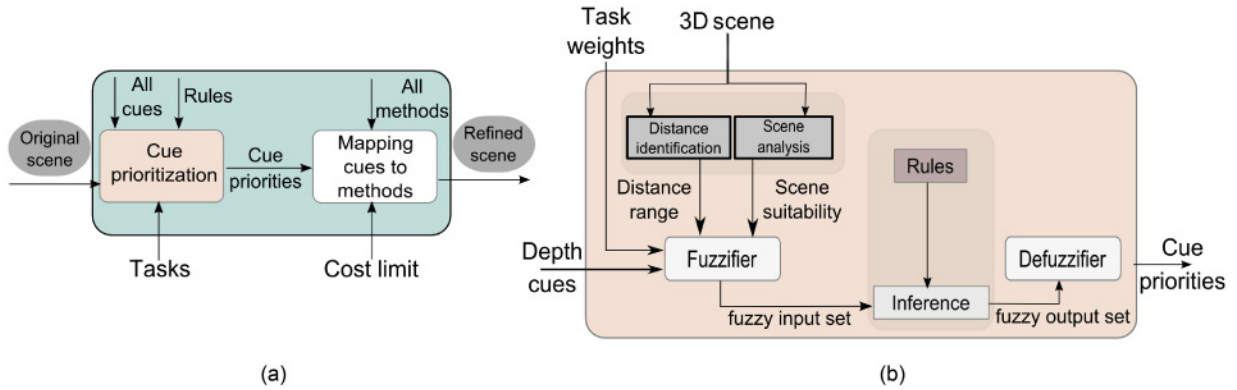 All
cues
Rules
All
methods
Original
scene
Cue
prioritization
Cue
priorities
Mapping
cues to
methods
Refined
scene
Tasks
Cost limit
(a)
Task
weights
3D scene
Distance
identification
Scene
analysis
Distance
range
Scene
suitability
Rules
Depth
cues
Fuzzifier
Defuzzifier
Cue
priorities
Inference
fuzzy input set
fuzzy output set
(b)